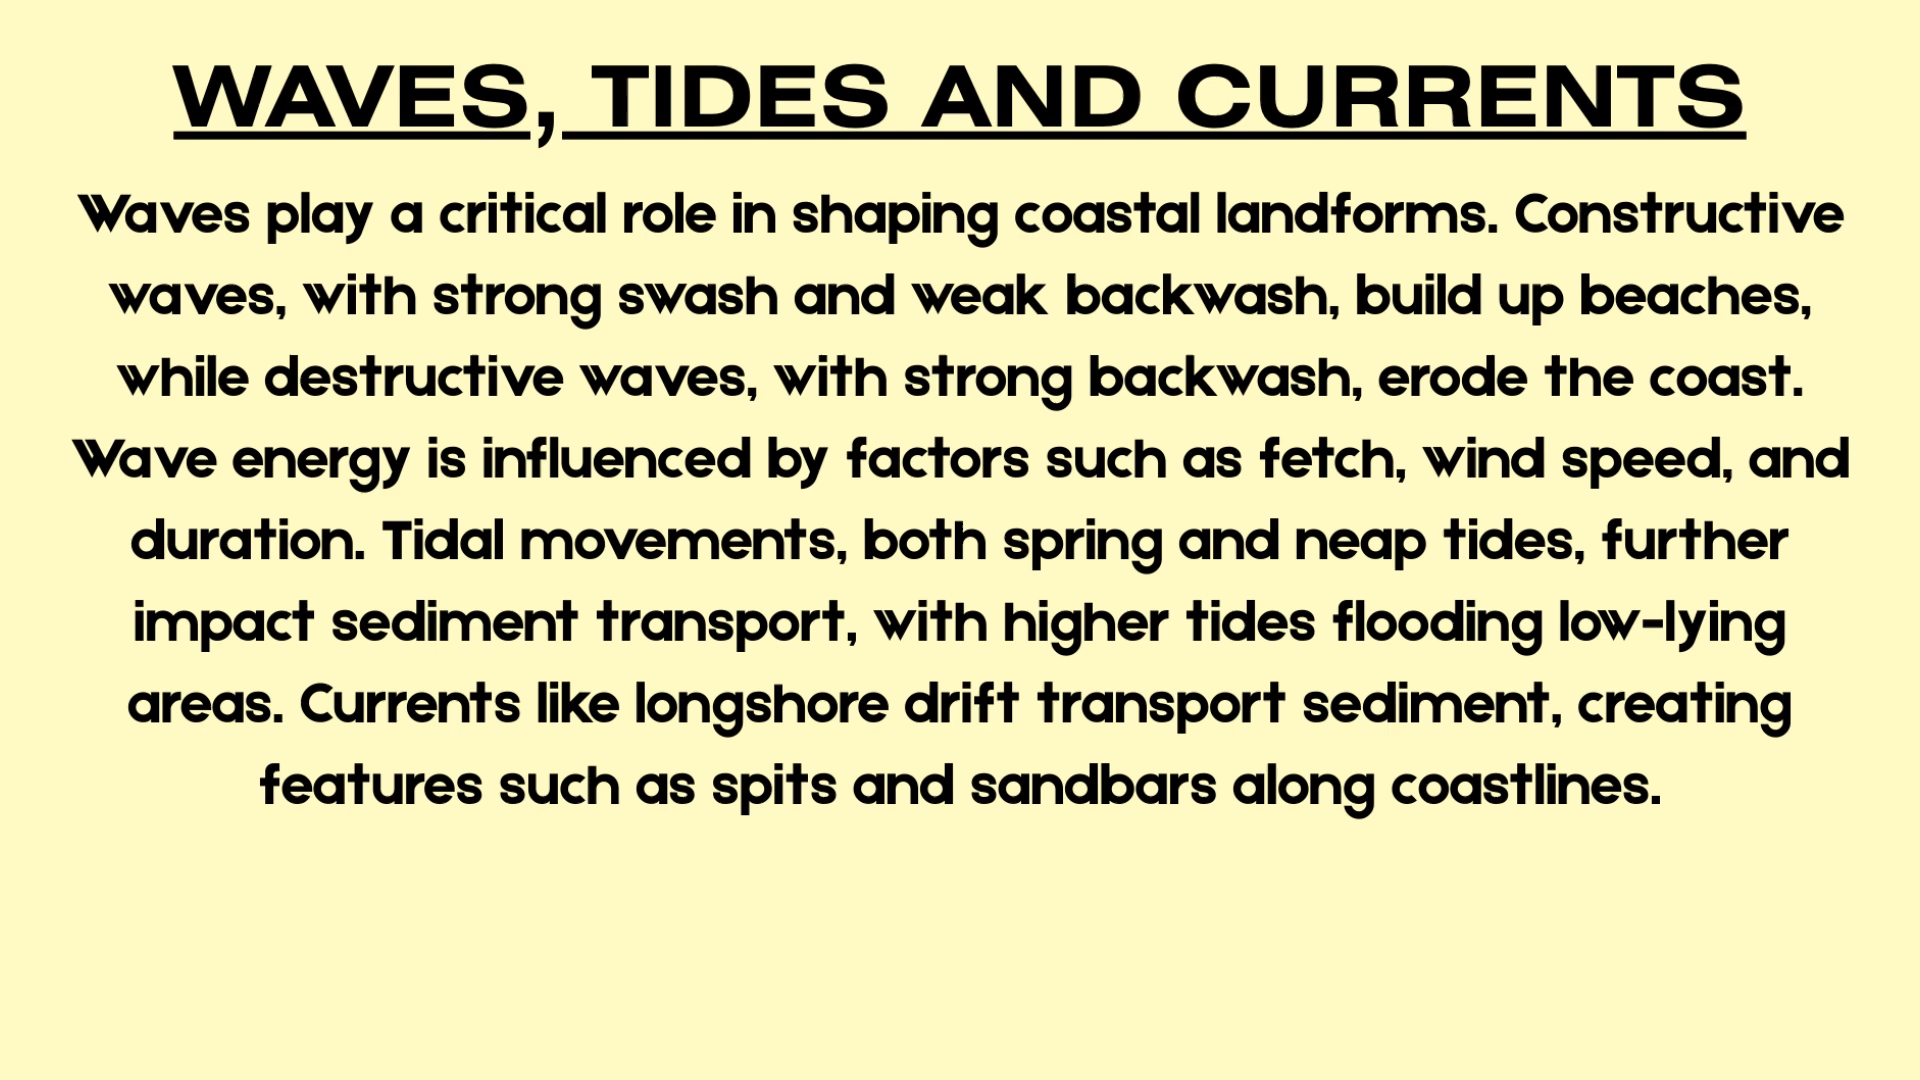 WAVES, TIDES AND CURRENTS
Waves play a critical role in shaping coastal landforms. Constructive
waves, with strong swash and weak backwash, build up beaches,
while destructive waves, with strong backwash, erode the coast.
Wave energy is influenced by factors such as fetch, wind speed, and
duration. Tidal movements, both spring and neap tides, further
impact sediment transport, with higher tides flooding low-lying
areas. Currents like longshore drift transport sediment, creating
features such as spits and sandbars along coastlines.